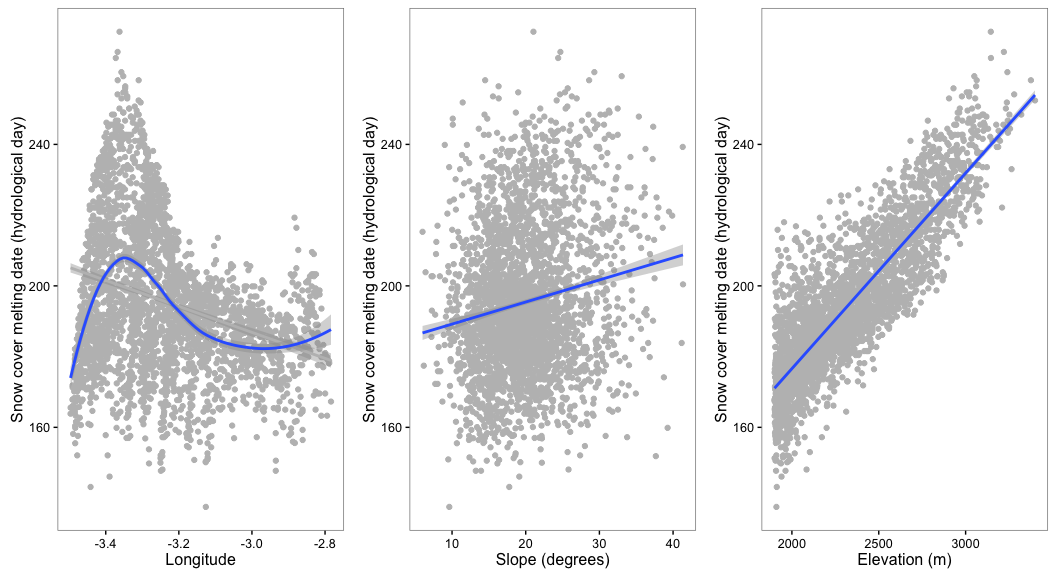 Snow cover melting date (hydrological day)
240
200
160
-3.4 -3.2 -3.0 -2.8
Longitude
Snow cover melting date (hydrological day)
240
200
160
10 20 30 40
Slope (degrees)
Snow cover melting date (hydrological day)
240
200
160
2000 2500 3000
Elevation (m)